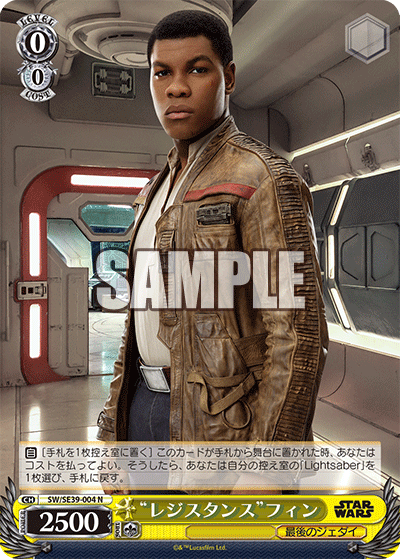 LEVEL
0
0
COST
SAMPLE
自 [手札を1枚控え室に置く] このカードが手札から舞台に置かれた時、あなたは
コストを払ってよい。そうしたら、あなたは自分の控え室の「Lightsaber」を
1枚選び、手札に戻す。
CH SW/SE39-004 N
2500
“レジスタンス”フィン
STAR
WARS
最後のジェダイ
©&™Lucasfilm Ltd.